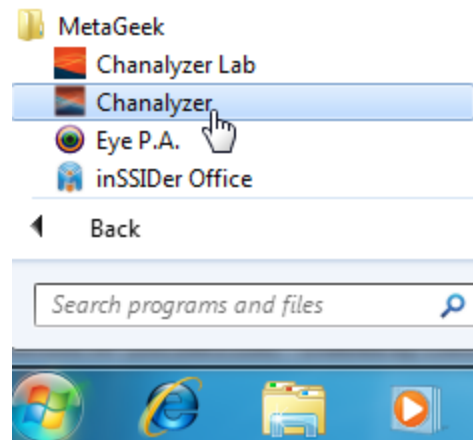 MetaGeek
Chanalyzer Lab
Chanalyzer
Eye P.A.
inSSIDer Office
Back
Search programs and files